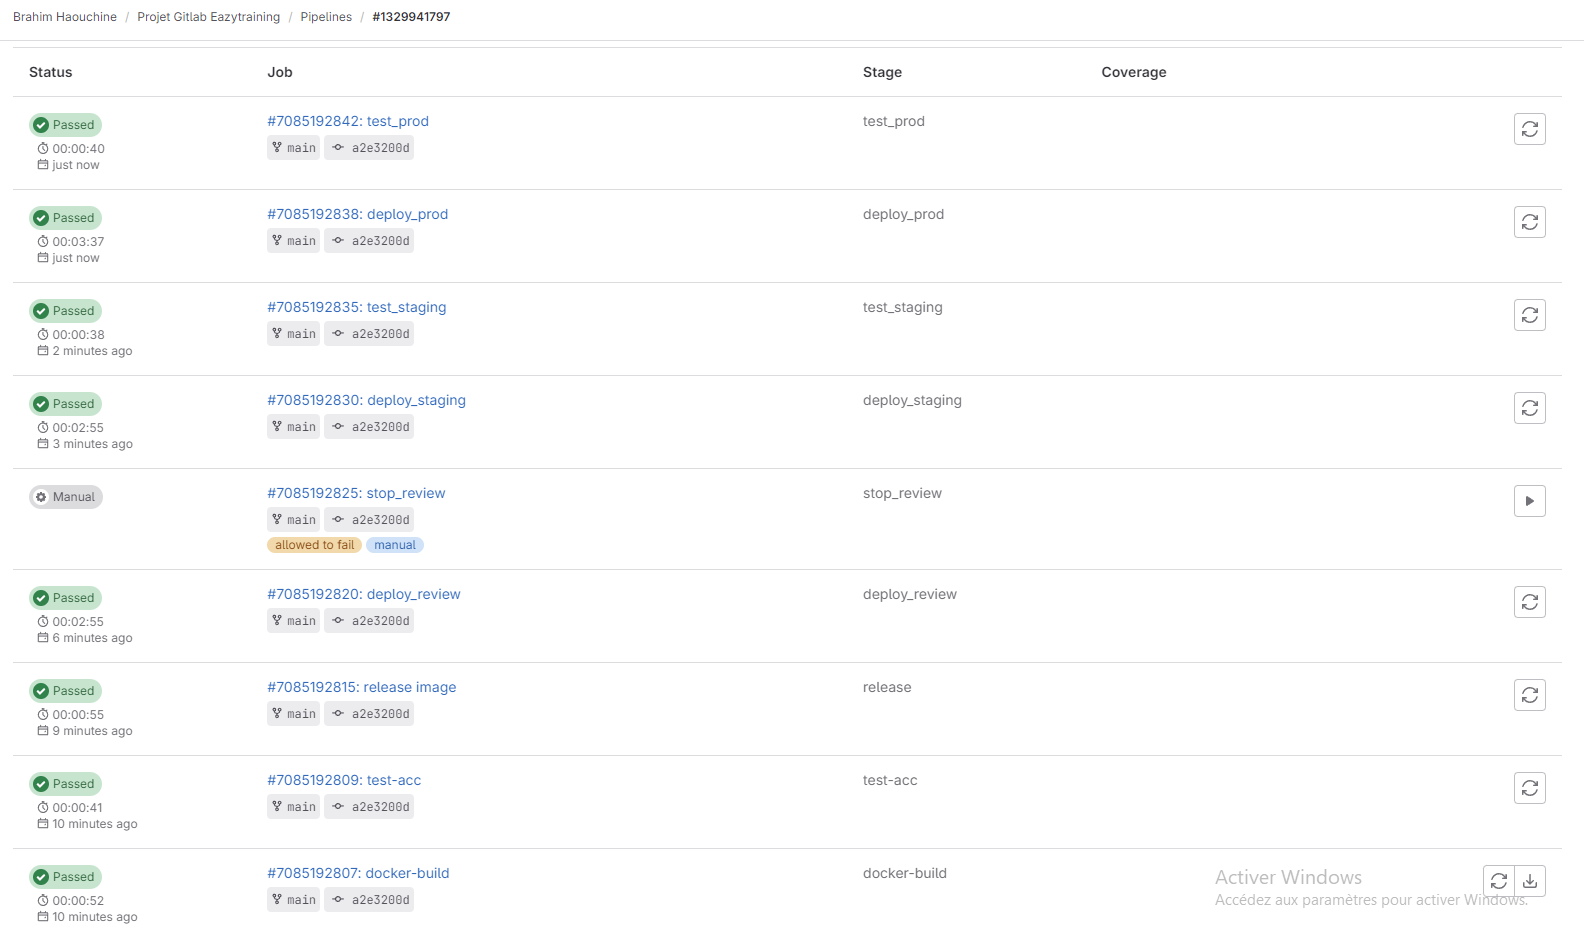 Brahim Haouchine / Projet Gitlab Eazytraining / Pipelines / #1329941797
Status Job Stage Coverage
Passed #7085192842: test_prod test_prod
00:00:40 main a2e3200d
just now
Passed #7085192838: deploy_prod deploy_prod
00:03:37 main a2e3200d
just now
Passed #7085192835: test_staging test_staging
00:00:38 main a2e3200d
2 minutes ago
Passed #7085192830: deploy_staging deploy_staging
00:02:55 main a2e3200d
3 minutes ago
Manual #7085192825: stop_review stop_review
main a2e3200d
allowed to fail manual
Passed #7085192820: deploy_review deploy_review
00:02:55 main a2e3200d
6 minutes ago
Passed #7085192815: release image release
00:00:55 main a2e3200d
9 minutes ago
Passed #7085192809: test-acc test-acc
00:00:41 main a2e3200d
10 minutes ago
Passed #7085192807: docker-build docker-build
00:00:52 main a2e3200d
10 minutes ago
Activer Windows
Accédez aux paramètres pour activer Windows.